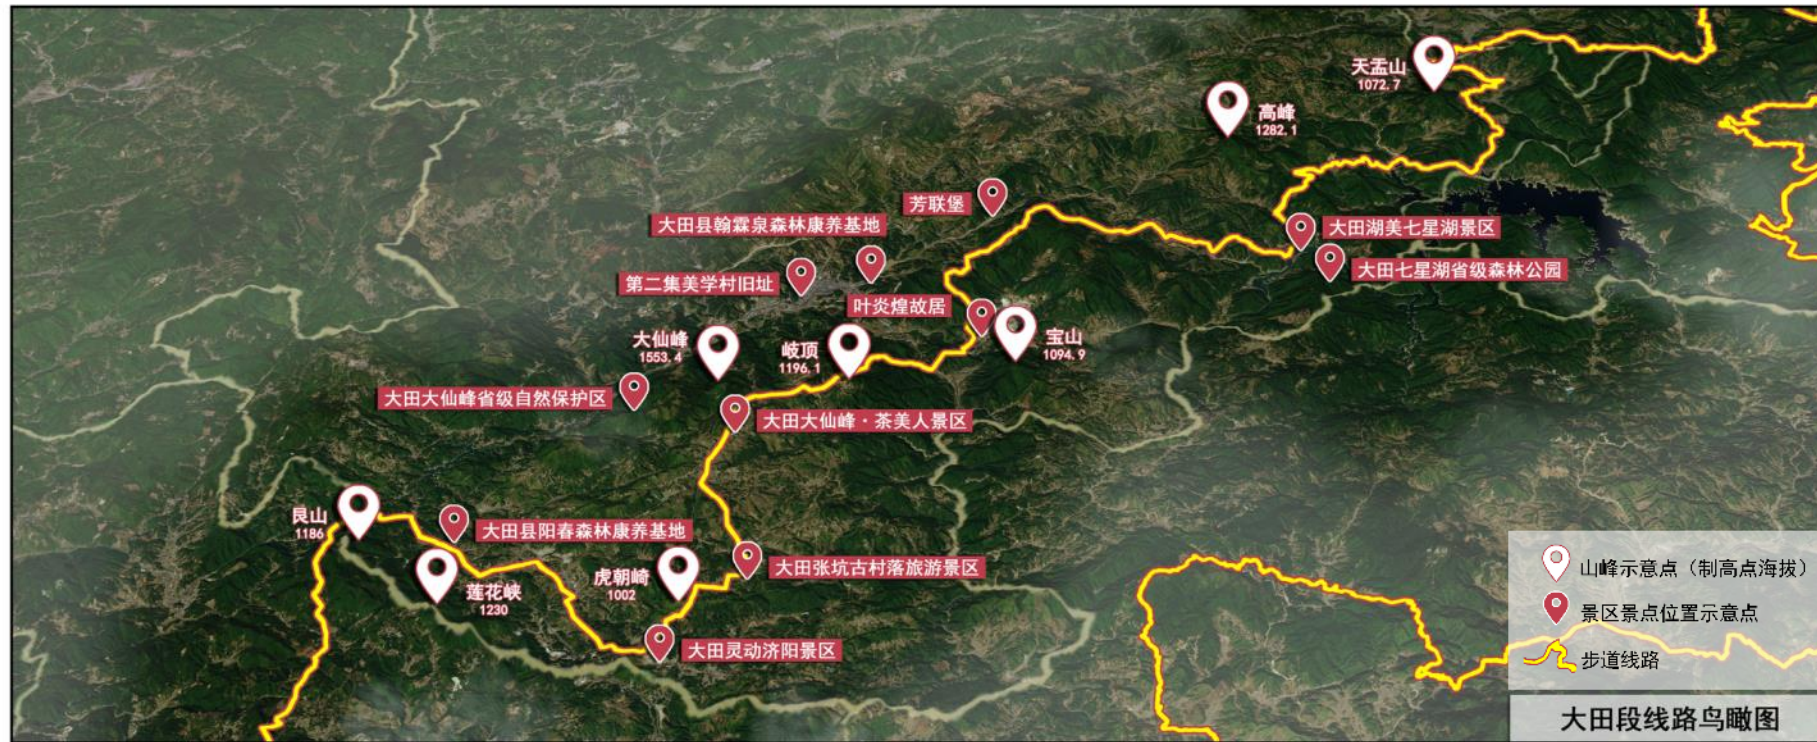 天盂山
1072.7
高峰
1282.1
芳联堡
大田县翰霖泉森林康养基地
大田湖美七星湖景区
第二集美学村旧址
大田七星湖省级森林公园
叶炎煌故居
大仙峰
1553.4
岐顶
1196.1
宝山
1094.9
大田大仙峰省级自然保护区
大田大仙峰·茶美人景区
艮山
1186
大田县阳春森林康养基地
莲花峡
1230
虎朝崎
1002
大田张坑古村落旅游景区
大田灵动济阳景区
山峰示意点（制高点海拔）
景区景点位置示意点
步道线路
大田段线路鸟瞰图